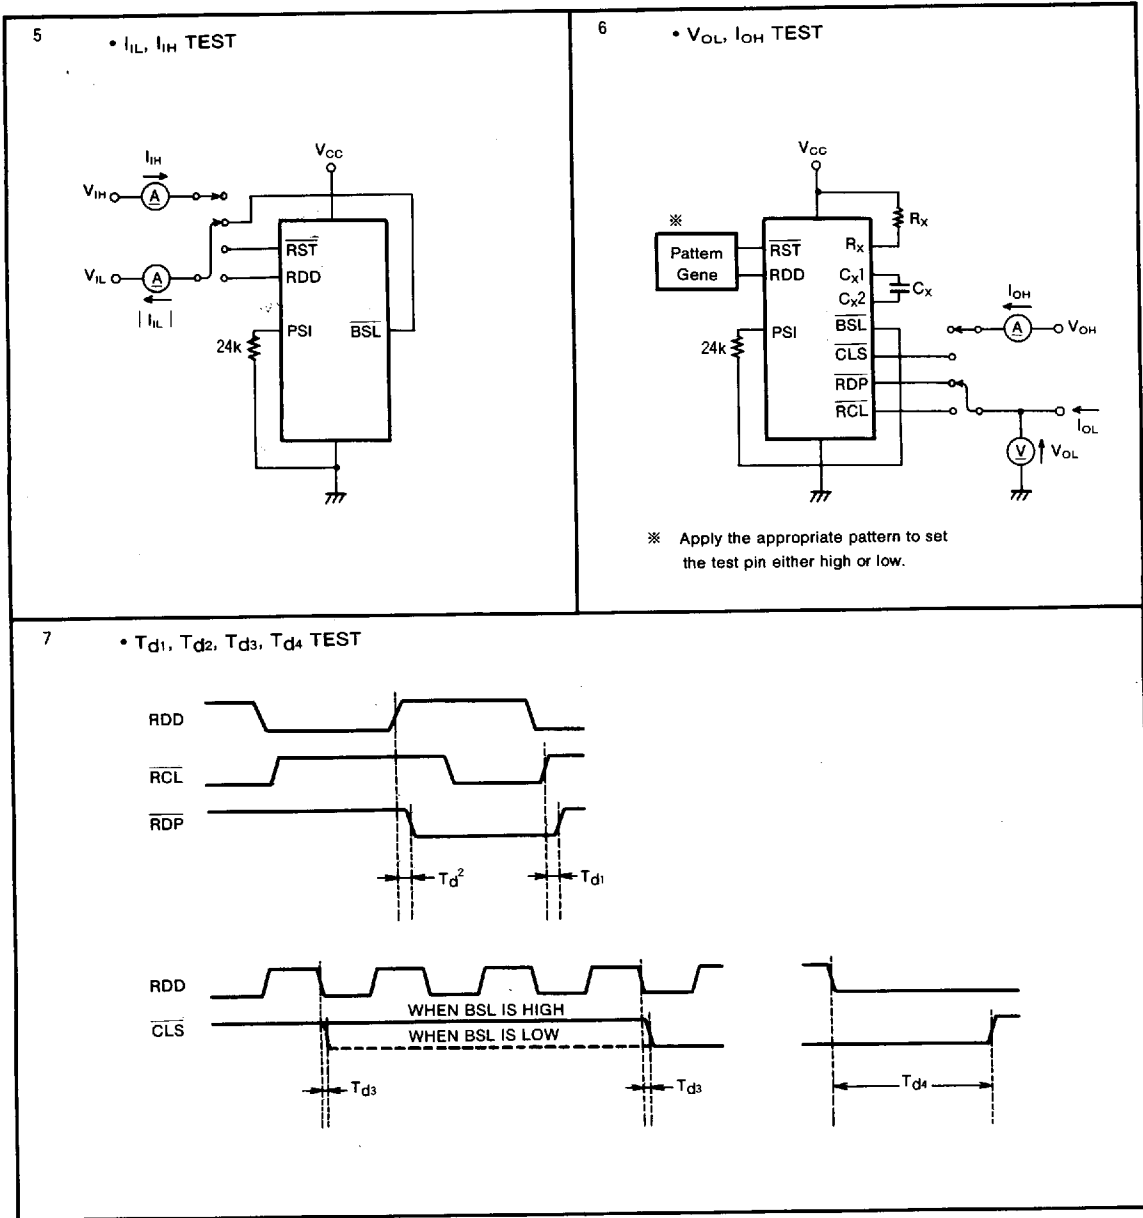 5
• IIL, IIH TEST
VCC
IIH
VIH
A
RST
VIL
A
RDD
| IIL |
PSI
BSL
24k
6
• VOL, IOH TEST
VCC
※
RX
Pattern
Gene
RST
RX
RDD
CX1
CX
CX2
IOH
PSI
BSL
A
VOH
24k
CLS
RDP
RCL
IOL
V
VOL
※ Apply the appropriate pattern to set
the test pin either high or low.
7
• Td1, Td2, Td3, Td4 TEST
RDD
RCL
RDP
Td2
Td1
RDD
WHEN BSL IS HIGH
CLS
WHEN BSL IS LOW
Td3
Td3
Td4